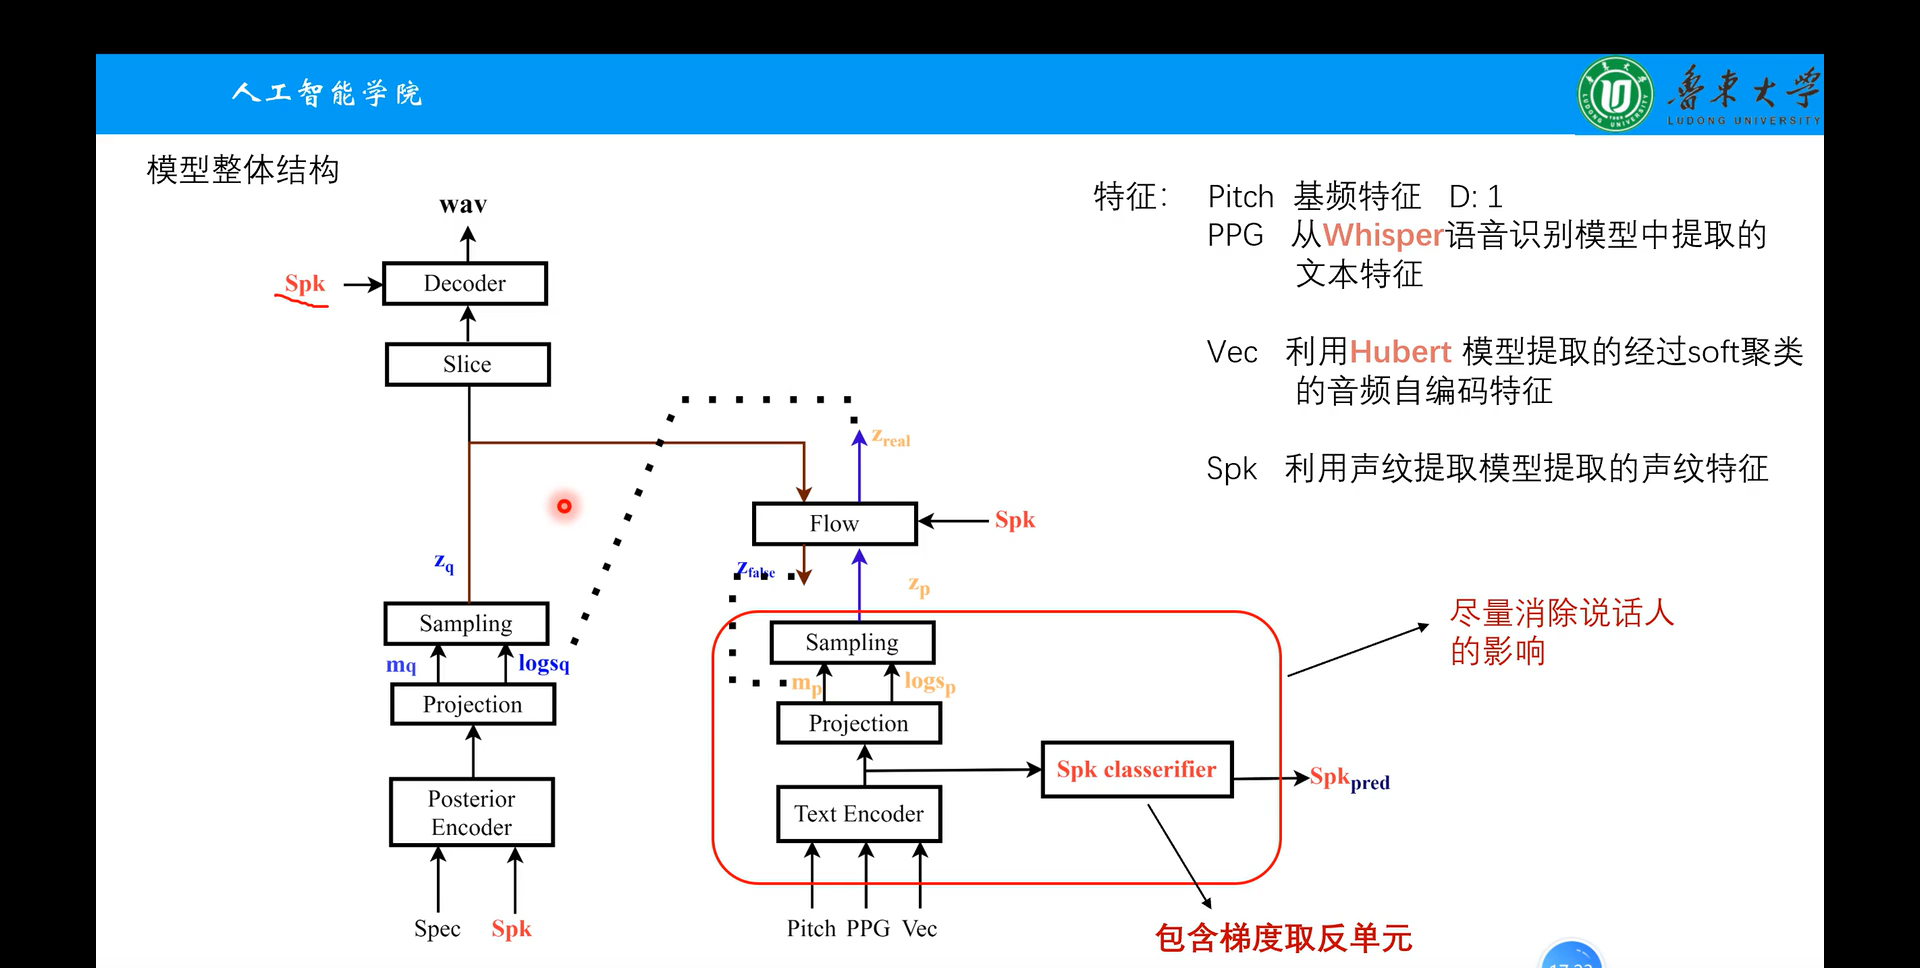 人工智能学院
魯東大學
LUDONG UNIVERSITY
模型整体结构
wav
Spk
Decoder
Slice
z_q
Sampling
mq
logsq
Projection
Posterior
Encoder
Spec
Spk
z_real
Flow
Spk
z_false
z_p
Sampling
m_p
logs_p
Projection
Text Encoder
Spk classerifier
Spk_pred
Pitch PPG Vec
特征: Pitch 基频特征 D: 1
PPG 从Whisper语音识别模型中提取的
文本特征
Vec 利用Hubert 模型提取的经过soft聚类
的音频自编码特征
Spk 利用声纹提取模型提取的声纹特征
尽量消除说话人
的影响
包含梯度取反单元